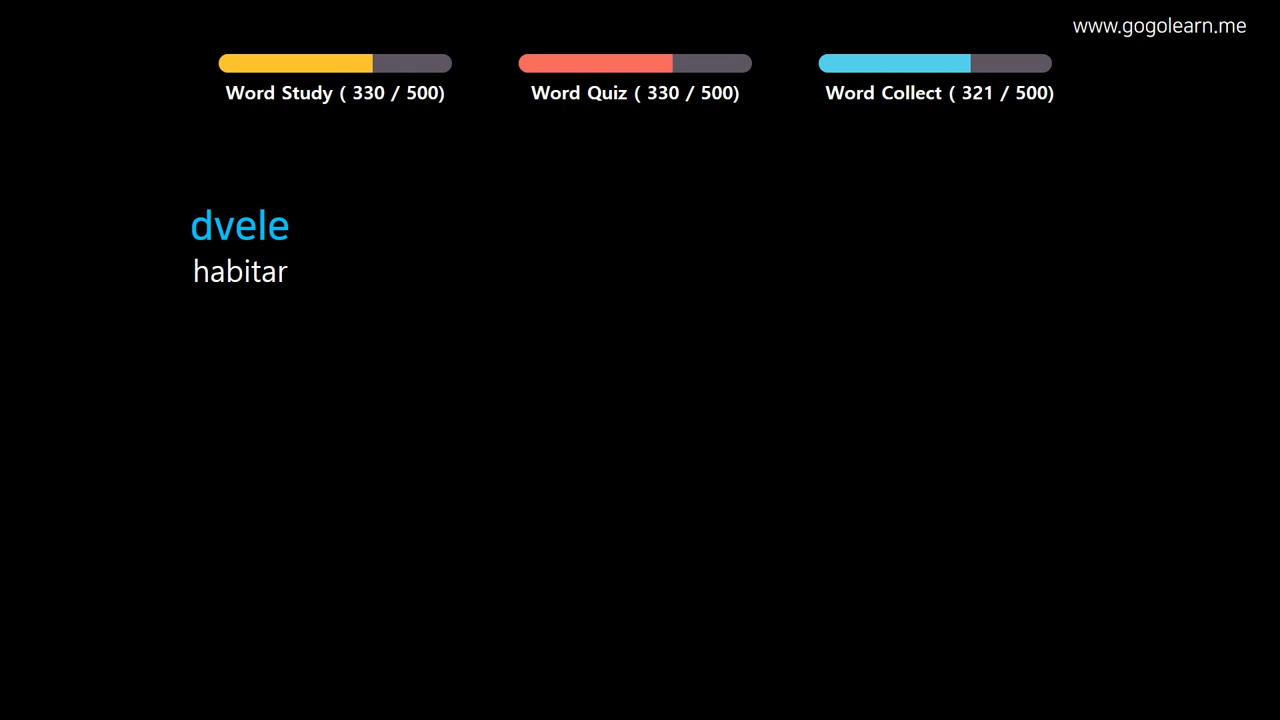 www.gogolearn.me
Word Study ( 330 / 500)
Word Quiz ( 330 / 500)
Word Collect ( 321 / 500)
dvele
habitar